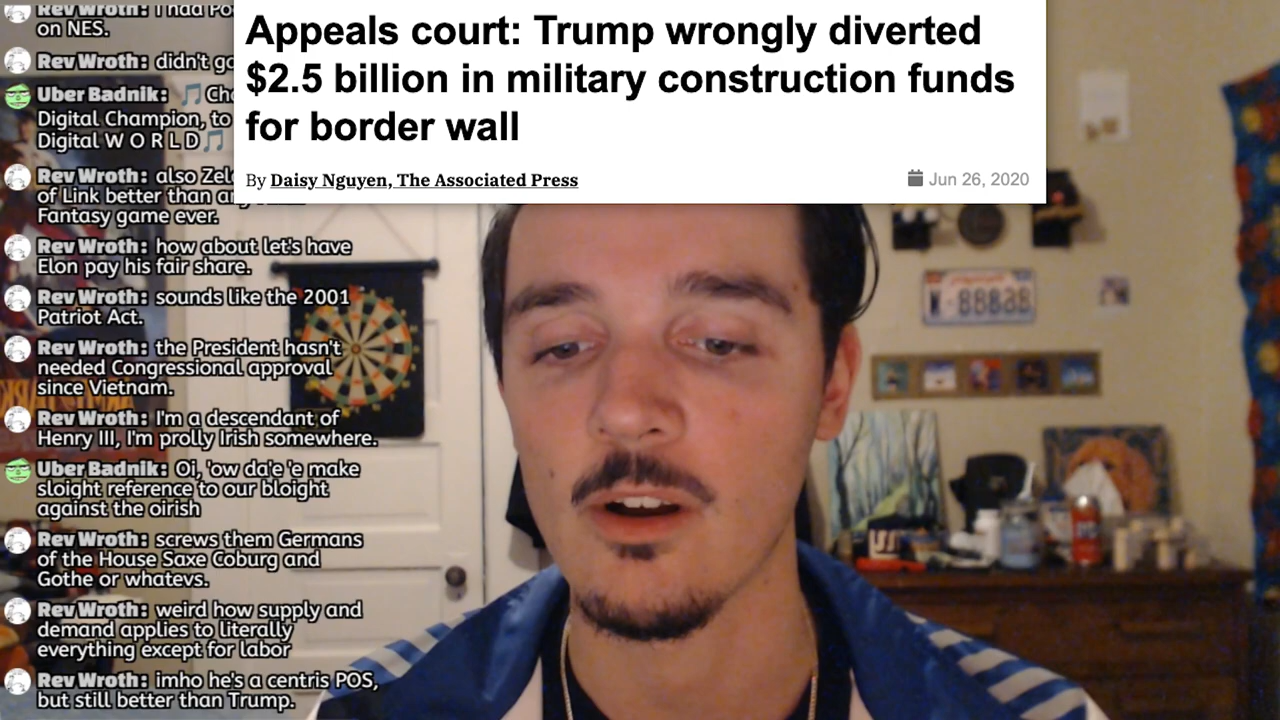 Appeals court: Trump wrongly diverted
$2.5 billion in military construction funds
for border wall
By Daisy Nguyen, The Associated Press
Jun 26, 2020
Rev Wroth: I had
on NES.
Rev Wroth: didn't
Uber Badnik: 🎵
Digital Champion, to
Digital W O R L D🎵
Rev Wroth: also
of Link better than
Fantasy game ever.
Rev Wroth: how about let's have
Elon pay his fair share.
Rev Wroth: sounds like the 2001
Patriot Act.
Rev Wroth: the President hasn't
needed Congressional approval
since Vietnam.
Rev Wroth: I'm a descendant of
Henry III, I'm prolly Irish somewhere.
Uber Badnik: Oi, 'ow da'e 'e make
sloight reference to our bloight
against the oirish
Rev Wroth: screws them Germans
of the House Saxe Coburg and
Gothe or whatevs.
Rev Wroth: weird how supply and
demand applies to literally
everything except for labor
Rev Wroth: imho he's a centris POS,
but still better than Trump.